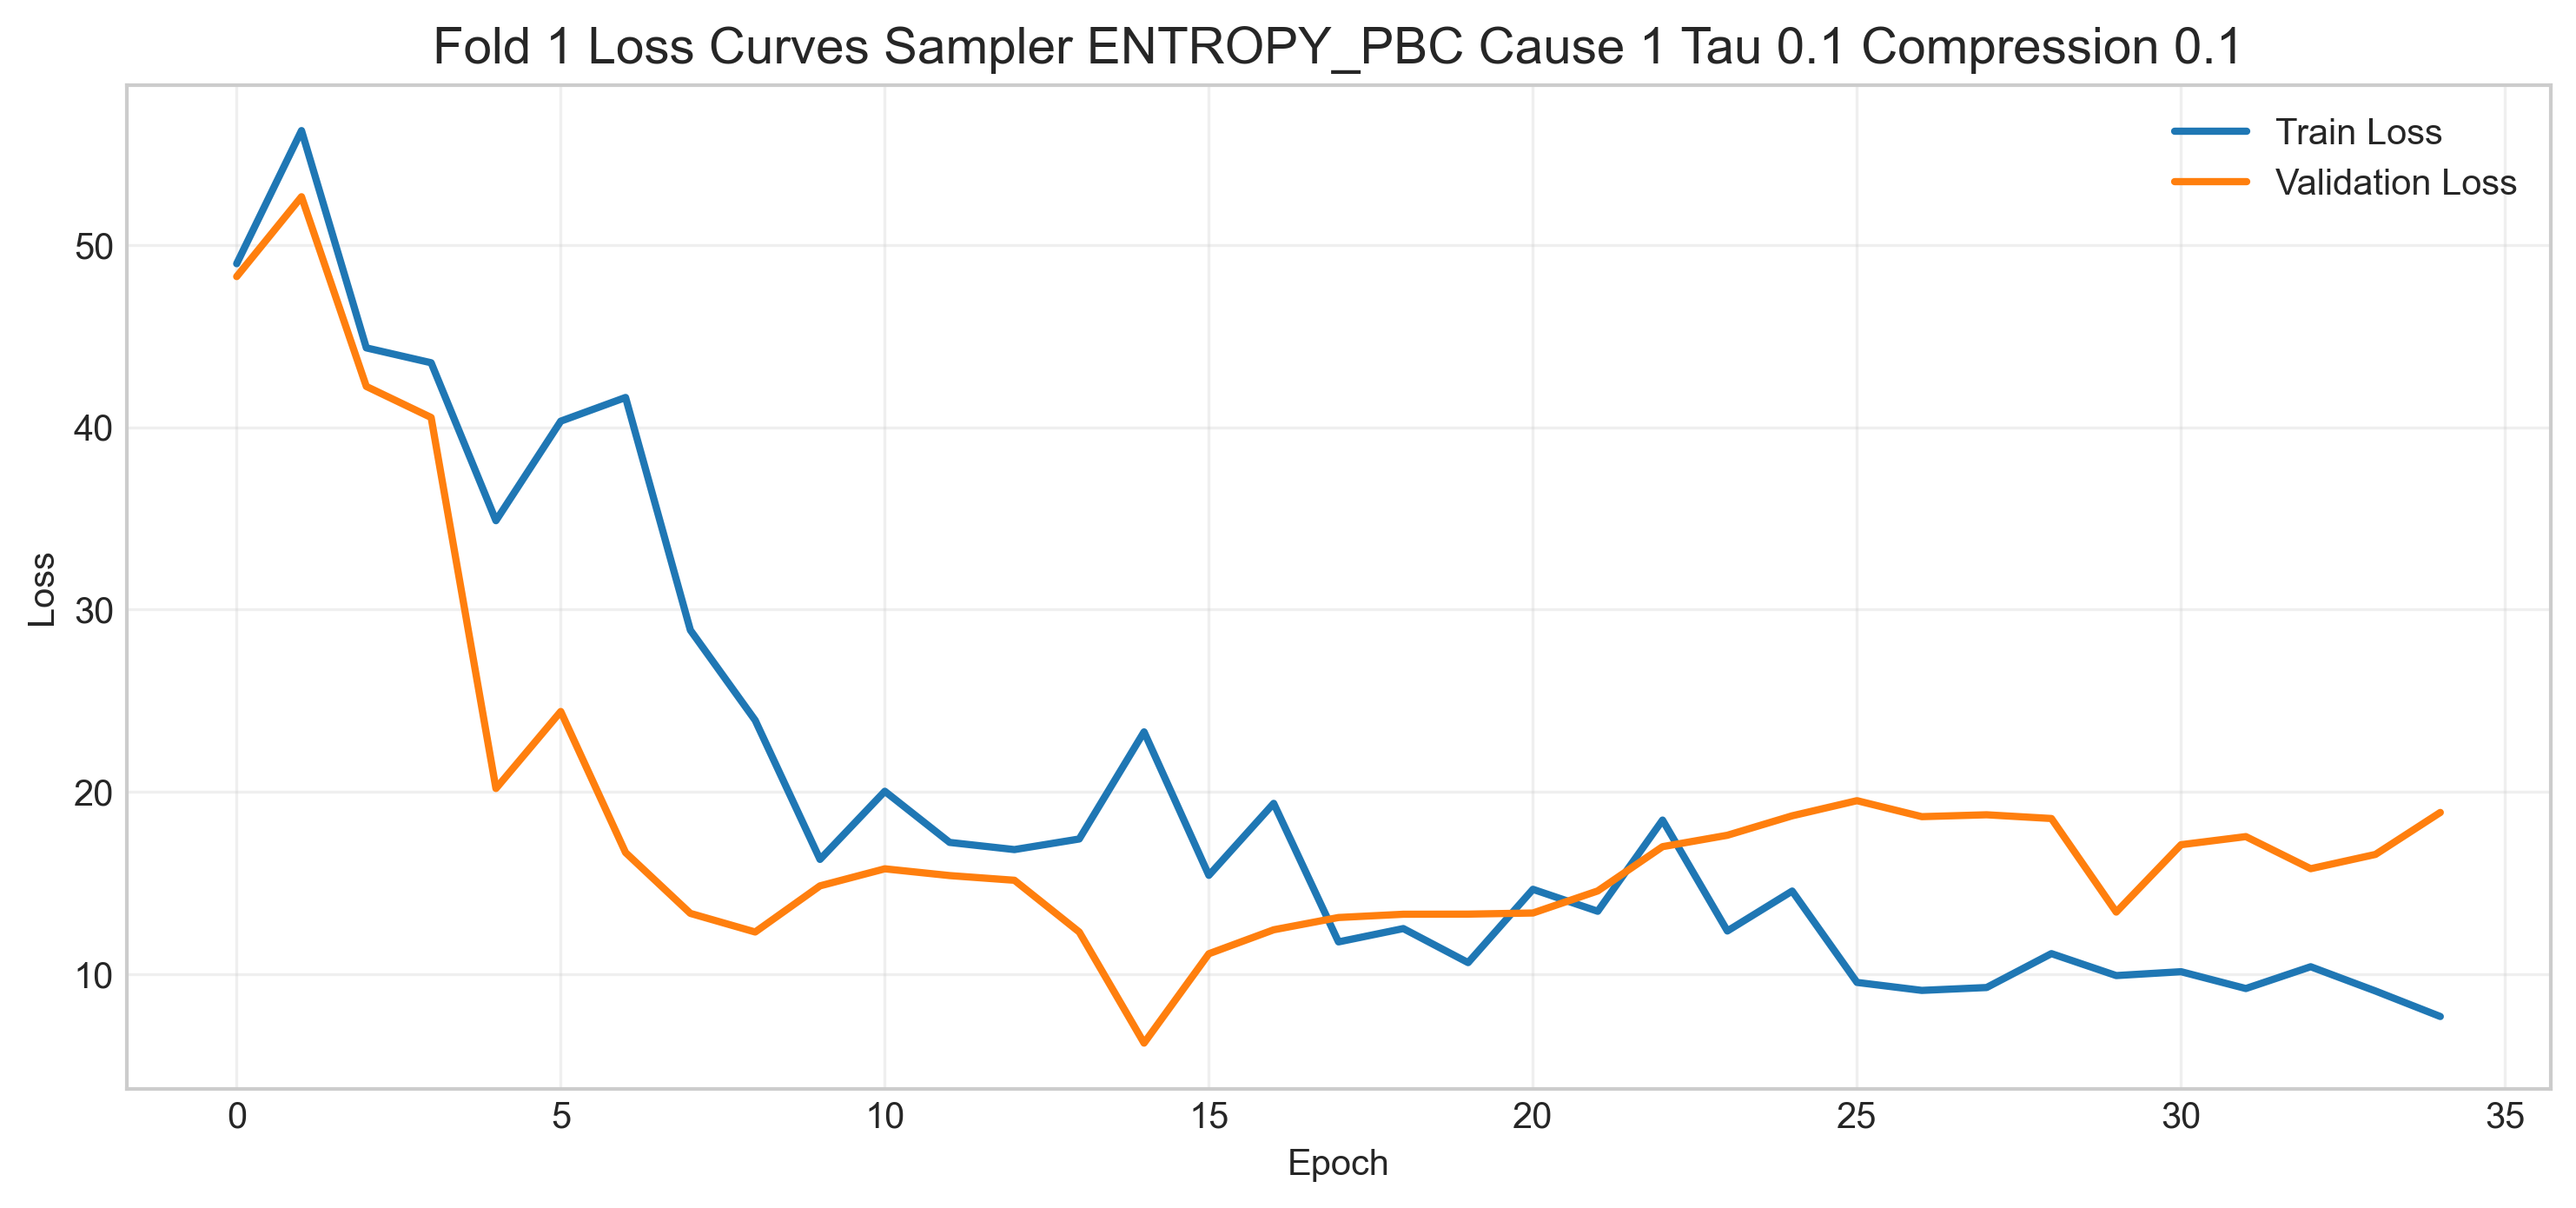 Fold 1 Loss Curves Sampler ENTROPY_PBC Cause 1 Tau 0.1 Compression 0.1
Train Loss
Validation Loss
50
40
30
20
10
Loss
0 5 10 15 20 25 30 35
Epoch